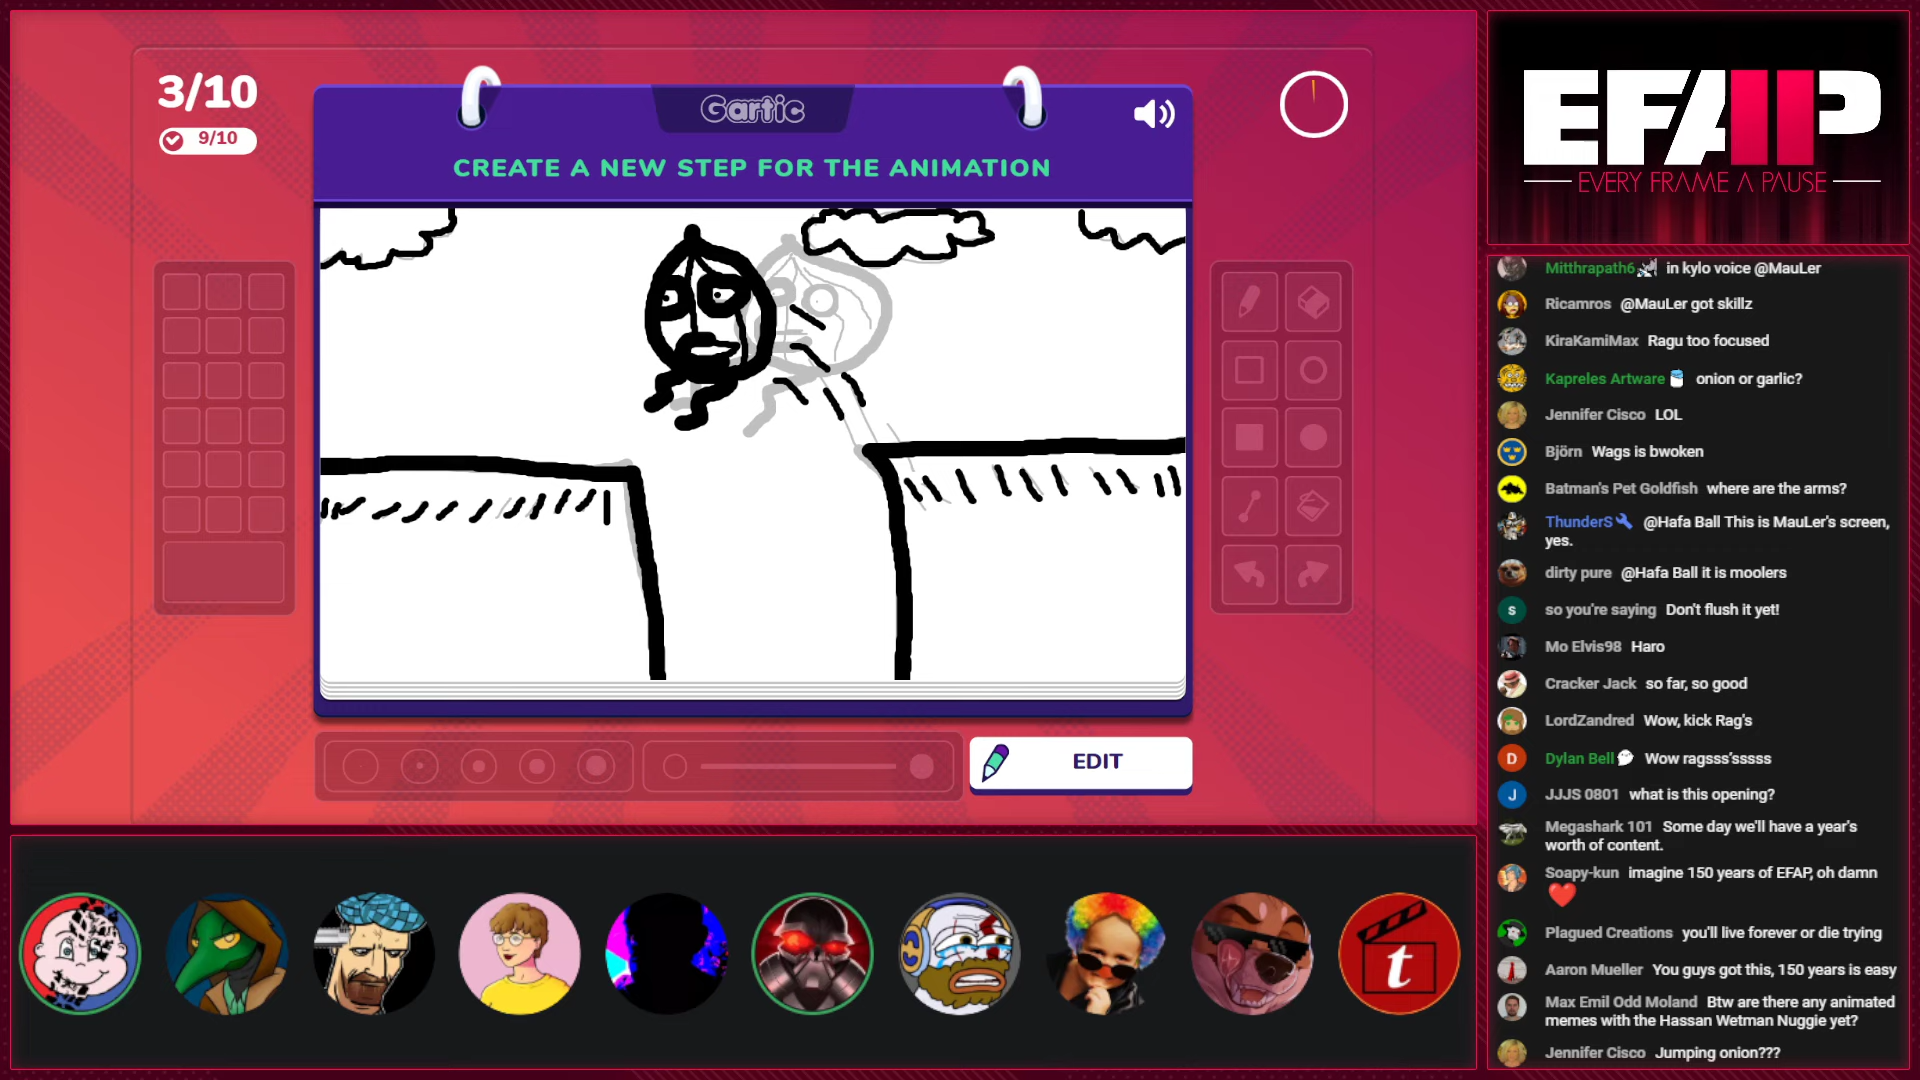 3/10
9/10
Gartic
CREATE A NEW STEP FOR THE ANIMATION
EDIT
EFAP
EVERY FRAME A PAUSE
Mitthrapath6 in kylo voice @MauLer
Ricamros @MauLer got skillz
KiraKamiMax Ragu too focused
Kapreles Artware onion or garlic?
Jennifer Cisco LOL
Björn Wags is bwoken
Batman's Pet Goldfish where are the arms?
ThunderS @Hafa Ball This is MauLer's screen,
yes.
dirty pure @Hafa Ball it is moolers
s so you're saying Don't flush it yet!
Mo Elvis98 Haro
Cracker Jack so far, so good
LordZandred Wow, kick Rag's
D Dylan Bell Wow ragsss'sssss
J JJJS 0801 what is this opening?
Megashark 101 Some day we'll have a year's
worth of content.
Soapy-kun imagine 150 years of EFAP, oh damn
Plagued Creations you'll live forever or die trying
Aaron Mueller You guys got this, 150 years is easy
Max Emil Odd Moland Btw are there any animated
memes with the Hassan Wetman Nuggie yet?
Jennifer Cisco Jumping onion???
t